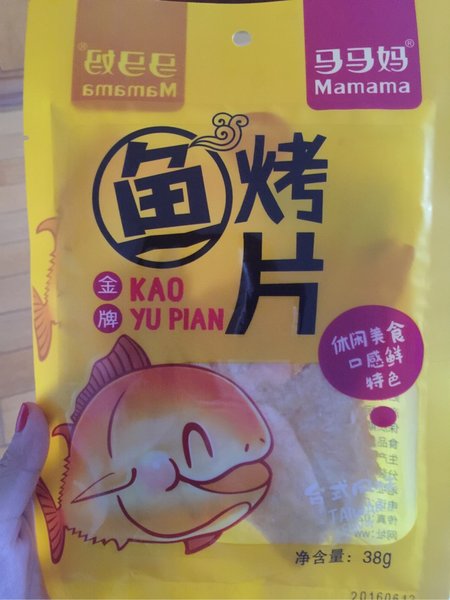 马马妈®
Mamama
马马妈®
Mamama
烤
鱼
片
金
牌
KAO
YU PIAN
休闲美食
口感鲜
特色
净含量：38g
20160613